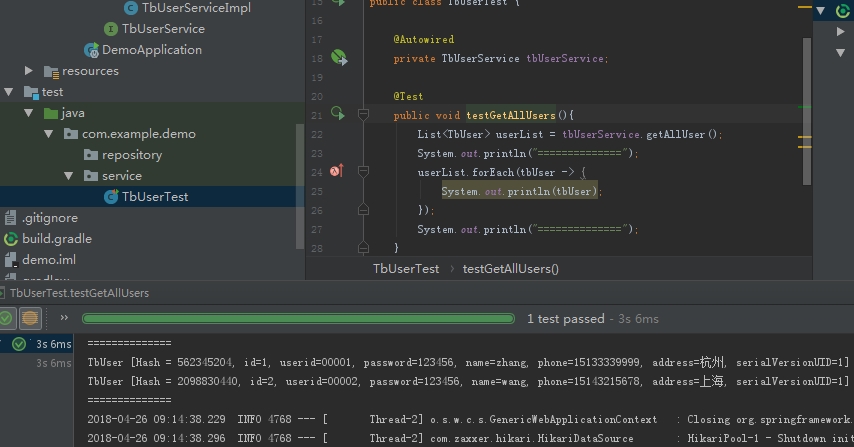 TbUserServiceImpl
TbUserService
DemoApplication
resources
test
java
com.example.demo
repository
service
TbUserTest
.gitignore
build.gradle
demo.iml
gradlew
15 public class TbUserTest {
16
17 @Autowired
18 private TbUserService tbUserService;
19
20 @Test
21 public void testGetAllUsers(){
22 List<TbUser> userList = tbUserService.getAllUser();
23 System.out.println("==============");
24 userList.forEach(tbUser -> {
25 System.out.println(tbUser);
26 });
27 System.out.println("==============");
28 }
TbUserTest › testGetAllUsers()
TbUserTest.testGetAllUsers
›› 1 test passed - 3s 6ms
3s 6ms
3s 6ms
==============
TbUser [Hash = 562345204, id=1, userid=00001, password=123456, name=zhang, phone=15133339999, address=杭州, serialVersionUID=1]
TbUser [Hash = 2098830440, id=2, userid=00002, password=123456, name=wang, phone=15143215678, address=上海, serialVersionUID=1]
==============
2018-04-26 09:14:38.229 INFO 4768 --- [ Thread-2] o.s.w.c.s.GenericWebApplicationContext : Closing org.springframework.
2018-04-26 09:14:38.296 INFO 4768 --- [ Thread-2] com.zaxxer.hikari.HikariDataSource : HikariPool-1 - Shutdown init